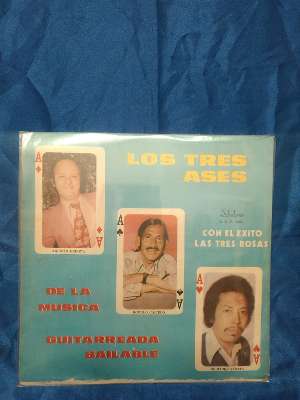 LOS TRES
ASES
A
A
CON EL EXITO
LAS TRES ROSAS
A
A
DE LA
MUSICA
A
A
GUITARREADA
BAILABLE